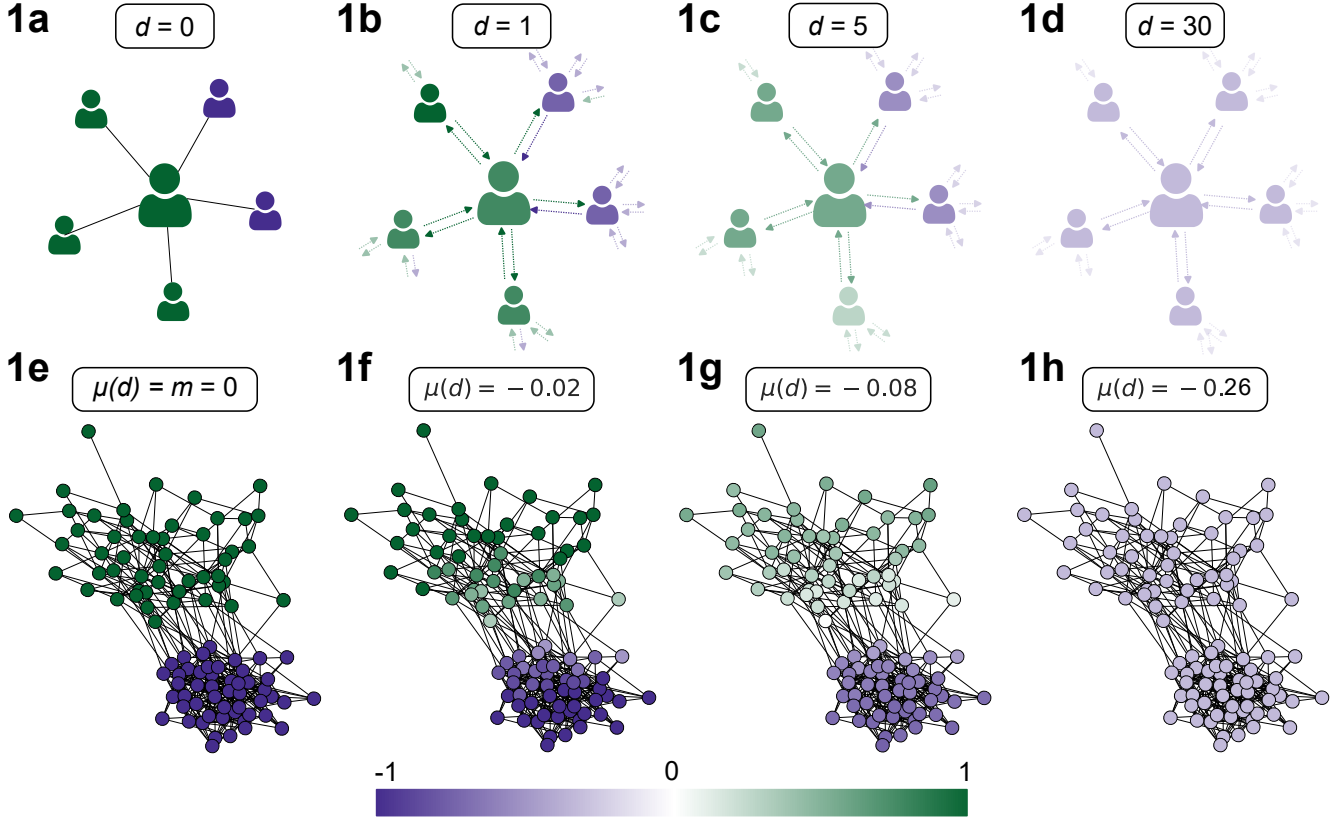 1a
d = 0
1b
d = 1
1c
d = 5
1d
d = 30
1e
μ(d) = m = 0
1f
μ(d) = − 0.02
1g
μ(d) = − 0.08
1h
μ(d) = − 0.26
-1
0
1